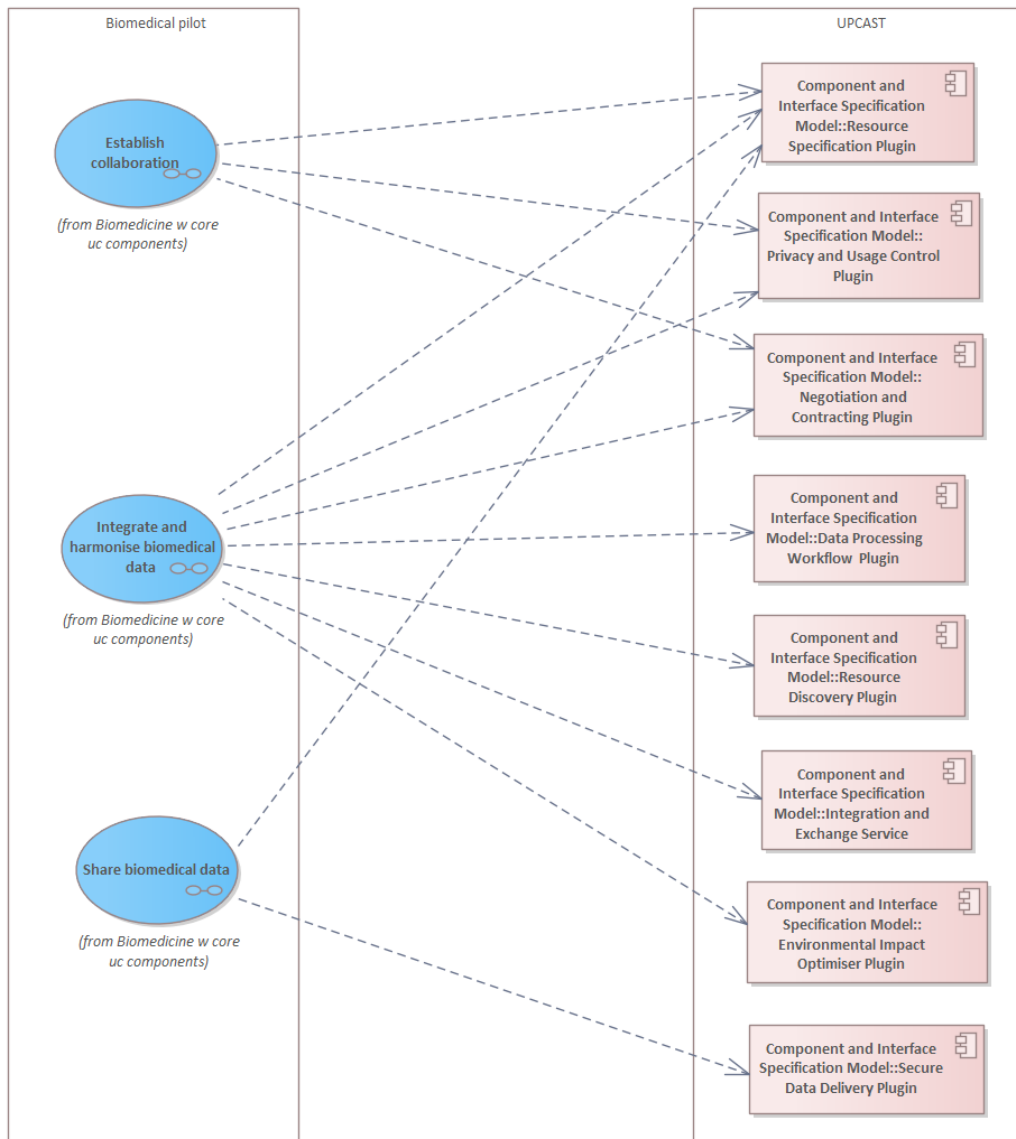 Biomedical pilot
UPCAST
Establish
collaboration
(from Biomedicine w core
uc components)
Integrate and
harmonise biomedical
data
(from Biomedicine w core
uc components)
Share biomedical data
(from Biomedicine w core
uc components)
Component and
Interface Specification
Model::Resource
Specification Plugin
Component and Interface
Specification Model::
Privacy and Usage Control
Plugin
Component and Interface
Specification Model::
Negotiation and
Contracting Plugin
Component and
Interface Specification
Model::Data Processing
Workflow Plugin
Component and
Interface Specification
Model::Resource
Discovery Plugin
Component and
Interface Specification
Model::Integration and
Exchange Service
Component and Interface
Specification Model::
Environmental Impact
Optimiser Plugin
Component and Interface
Specification Model::Secure
Data Delivery Plugin